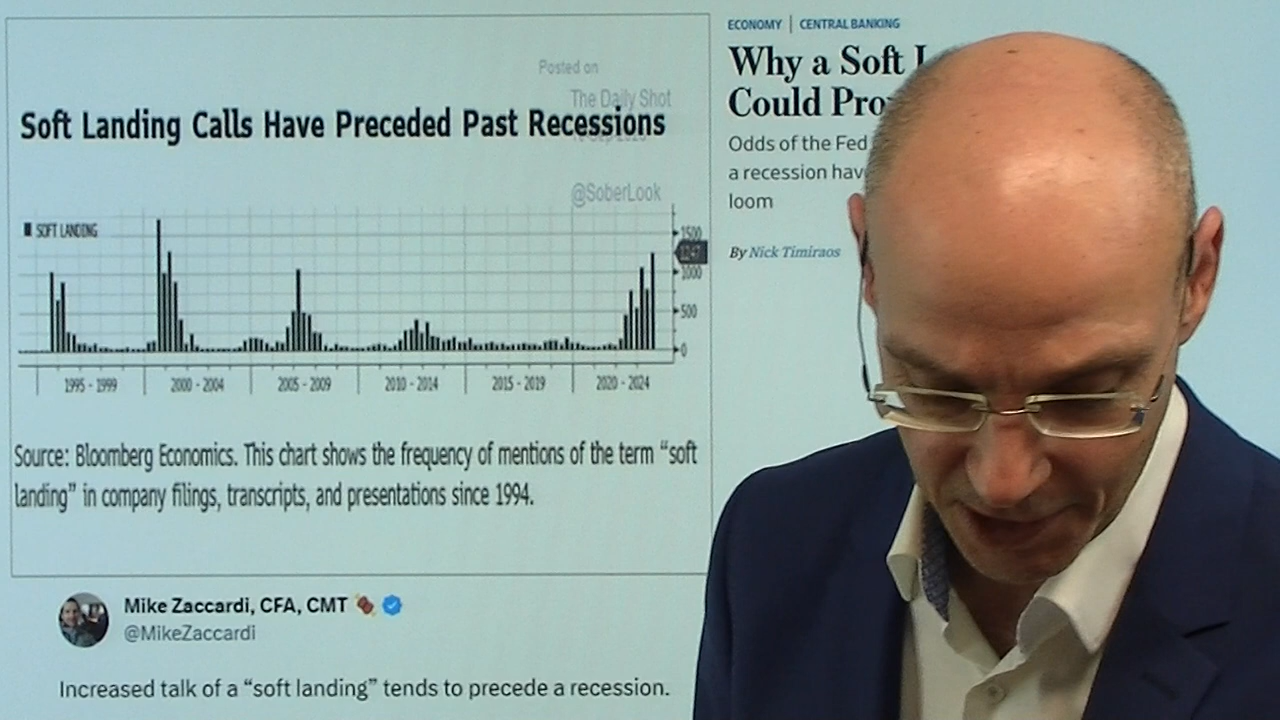 Posted on
The Daily Shot
@SoberLook
Soft Landing Calls Have Preceded Past Recessions
SOFT LANDING
1500
1247
1000
500
0
1995 - 1999
2000 - 2004
2005 - 2009
2010 - 2014
2015 - 2019
2020 - 2024
Source: Bloomberg Economics. This chart shows the frequency of mentions of the term “soft
landing” in company filings, transcripts, and presentations since 1994.
Mike Zaccardi, CFA, CMT
@MikeZaccardi
Increased talk of a “soft landing” tends to precede a recession.
ECONOMY | CENTRAL BANKING
Why a Soft
Could
Odds of the Fed
a recession
loom
By Nick Timiraos